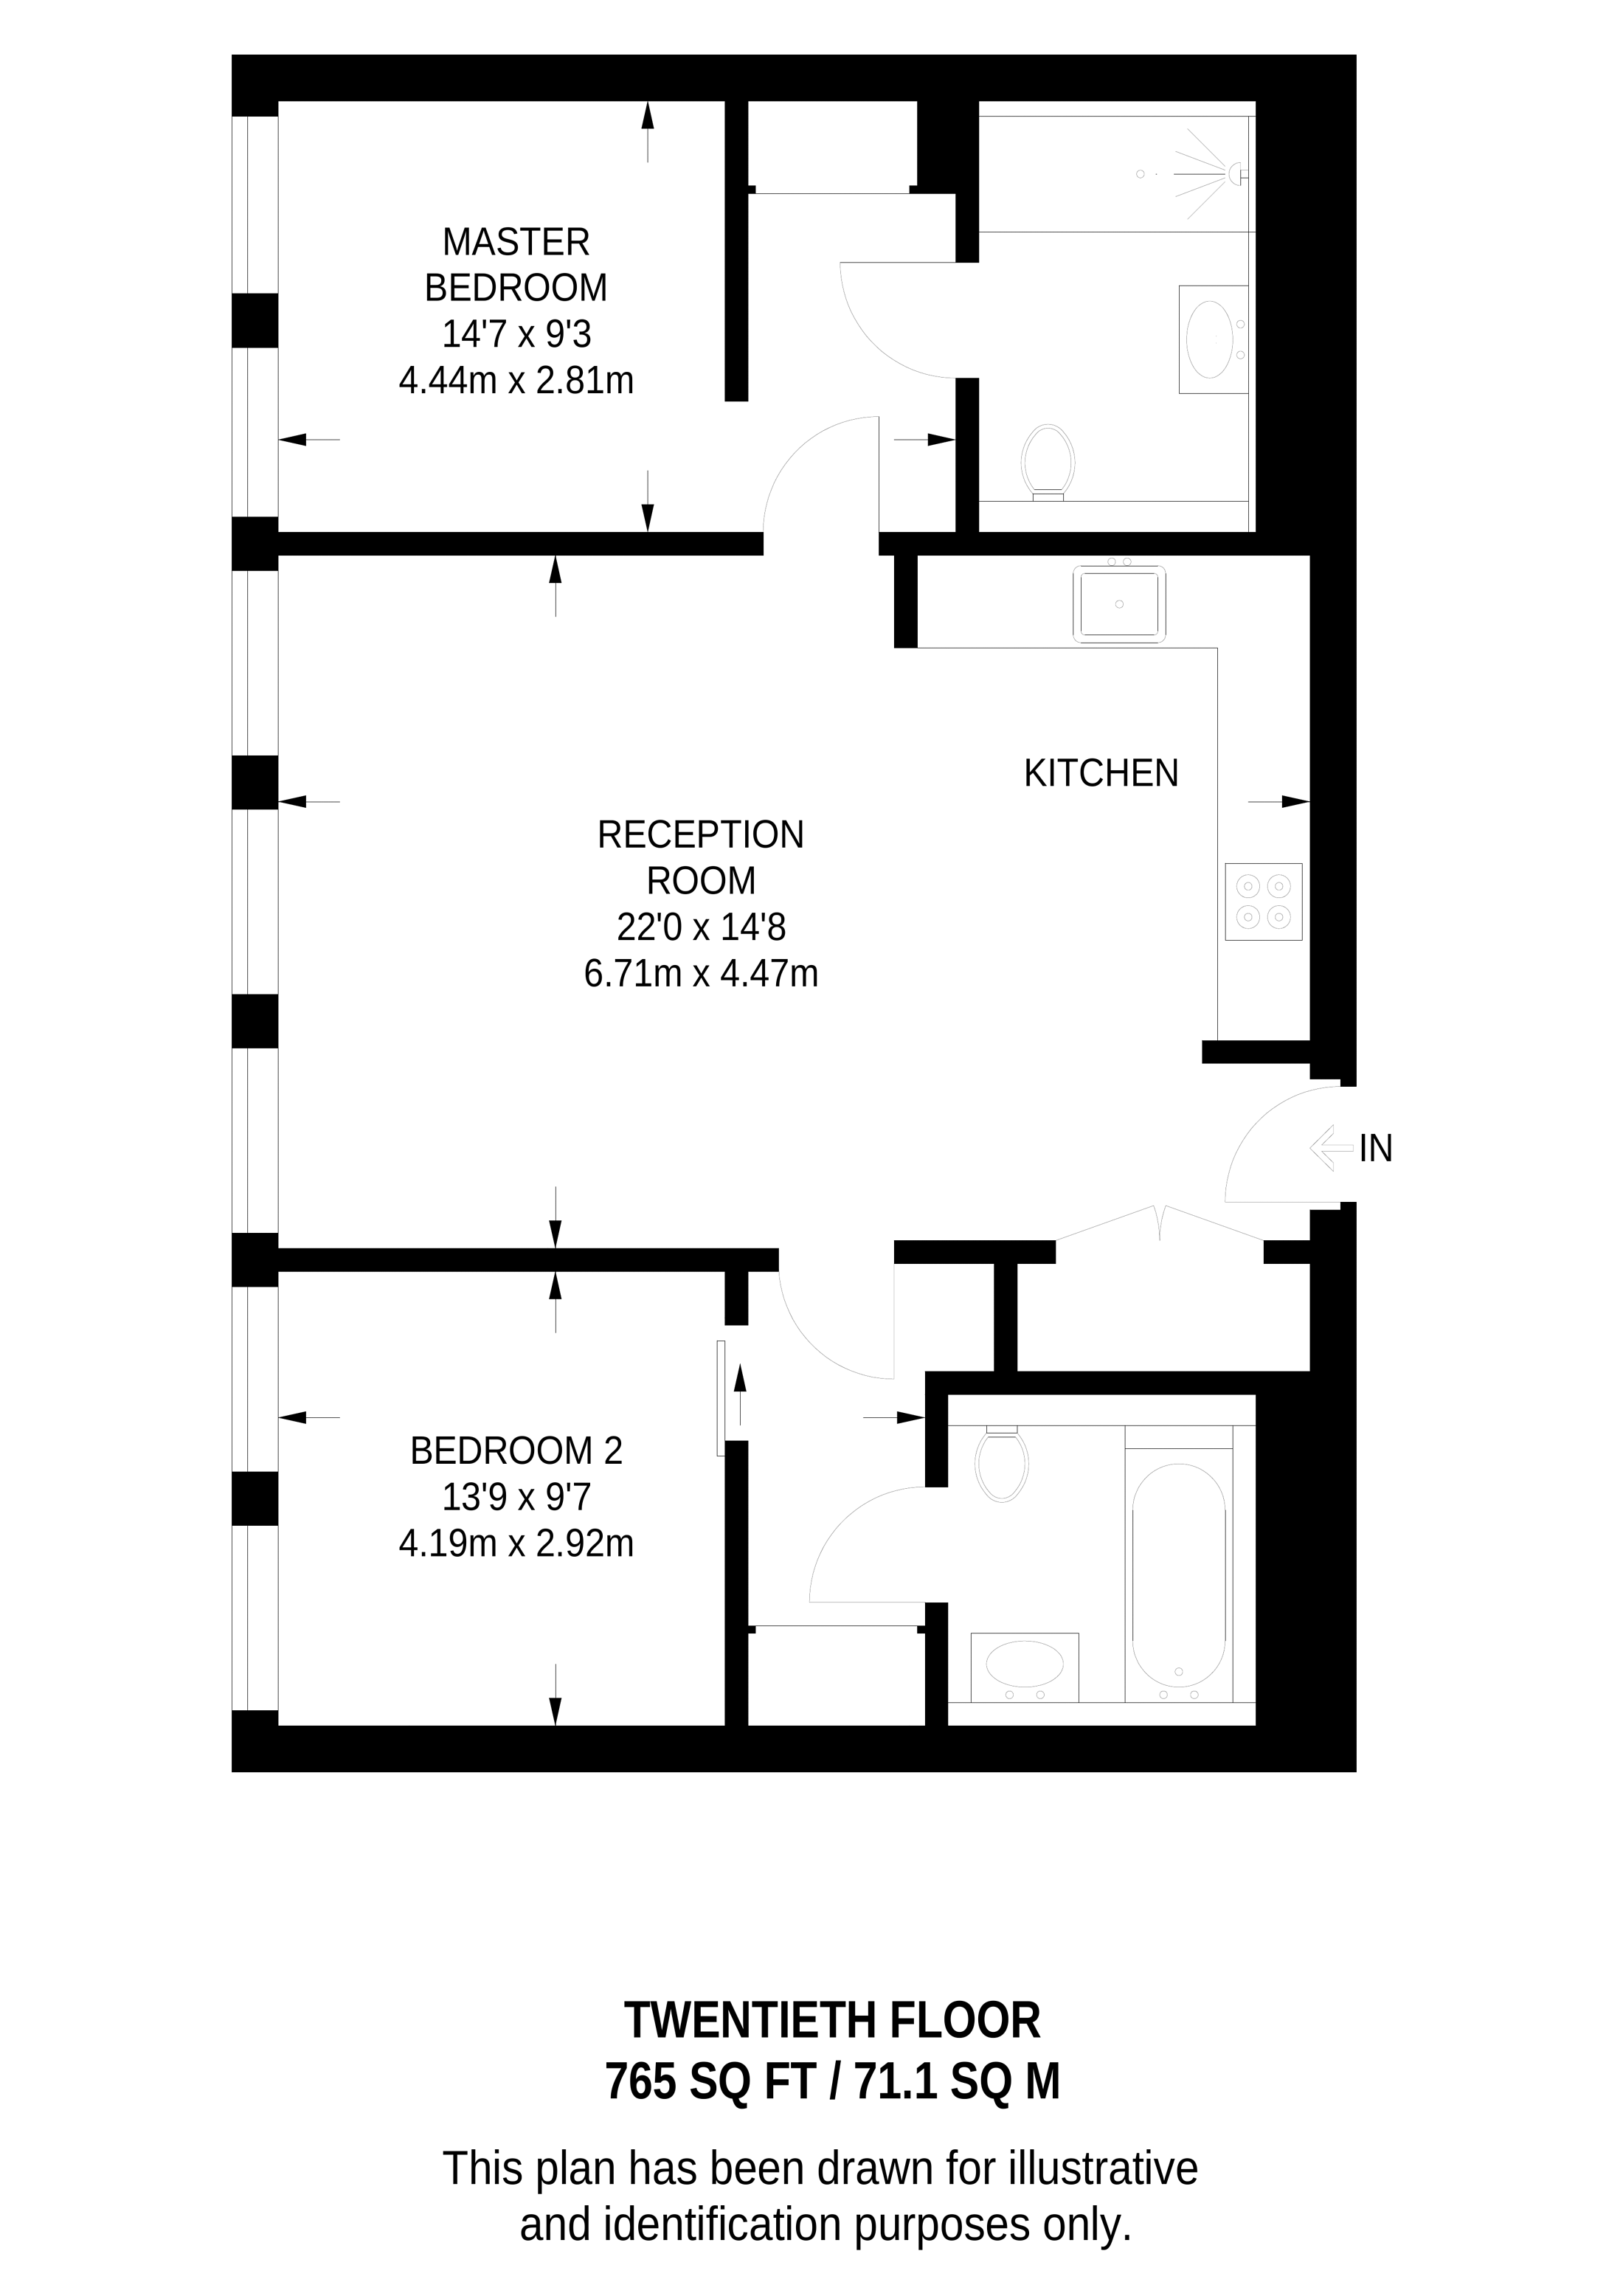 MASTER
BEDROOM
14'7 x 9'3
4.44m x 2.81m
KITCHEN
RECEPTION
ROOM
22'0 x 14'8
6.71m x 4.47m
IN
BEDROOM 2
13'9 x 9'7
4.19m x 2.92m
TWENTIETH FLOOR
765 SQ FT / 71.1 SQ M
This plan has been drawn for illustrative
and identification purposes only.